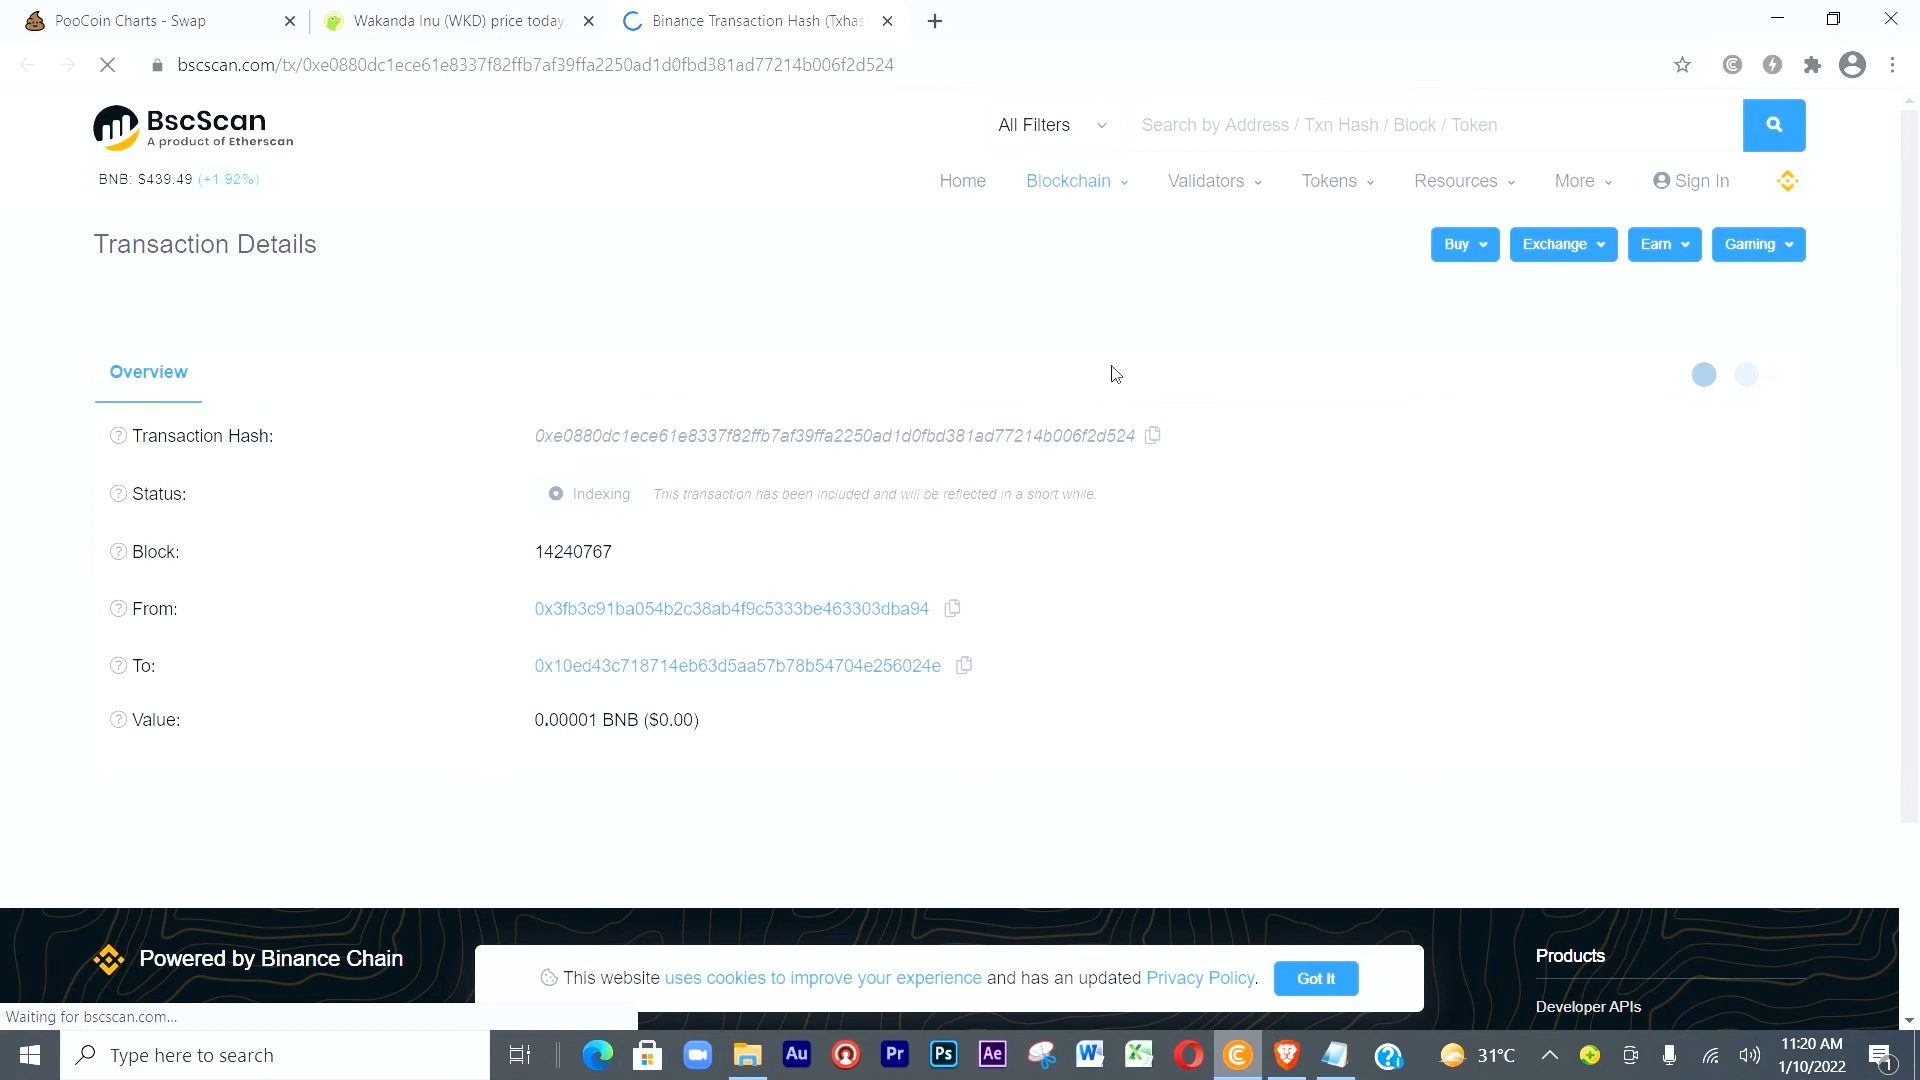 PooCoin Charts - Swap
Wakanda Inu (WKD) price today,
Binance Transaction Hash (Txhas
bscscan.com/tx/0xe0880dc1ece61e8337f82ffb7af39ffa2250ad1d0fbd381ad77214b006f2d524
BscScan
A product of Etherscan
All Filters
Search by Address / Txn Hash / Block / Token
BNB: $439.49 (+1.92%)
Home Blockchain Validators Tokens Resources More Sign In
Transaction Details
Buy Exchange Earn Gaming
Overview
Transaction Hash: 0xe0880dc1ece61e8337f82ffb7af39ffa2250ad1d0fbd381ad77214b006f2d524
Status: Indexing This transaction has been included and will be reflected in a short while.
Block: 14240767
From: 0x3fb3c91ba054b2c38ab4f9c5333be463303dba94
To: 0x10ed43c718714eb63d5aa57b78b54704e256024e
Value: 0.00001 BNB ($0.00)
Powered by Binance Chain
This website uses cookies to improve your experience and has an updated Privacy Policy.
Got It
Products
Developer APIs
Waiting for bscscan.com...
Type here to search
Au
Pr
Ps
Ae
31°C
11:20 AM
1/10/2022
1